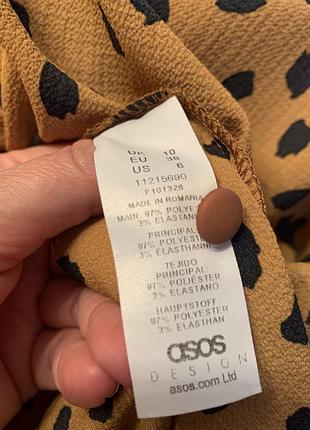 UK 10
EU 38
US 6
11215690
F101326
MADE IN ROMANIA
MAIN: 97% POLYESTER
3% ELASTANE
PRINCIPAL:
97% POLYESTER
3% ELASTHANNE
TEJIDO
PRINCIPAL:
97% POLIÉSTER
3% ELASTANO
HAUPTSTOFF:
97% POLYESTER
3% ELASTHAN
asos
DESIGN
asos.com Ltd